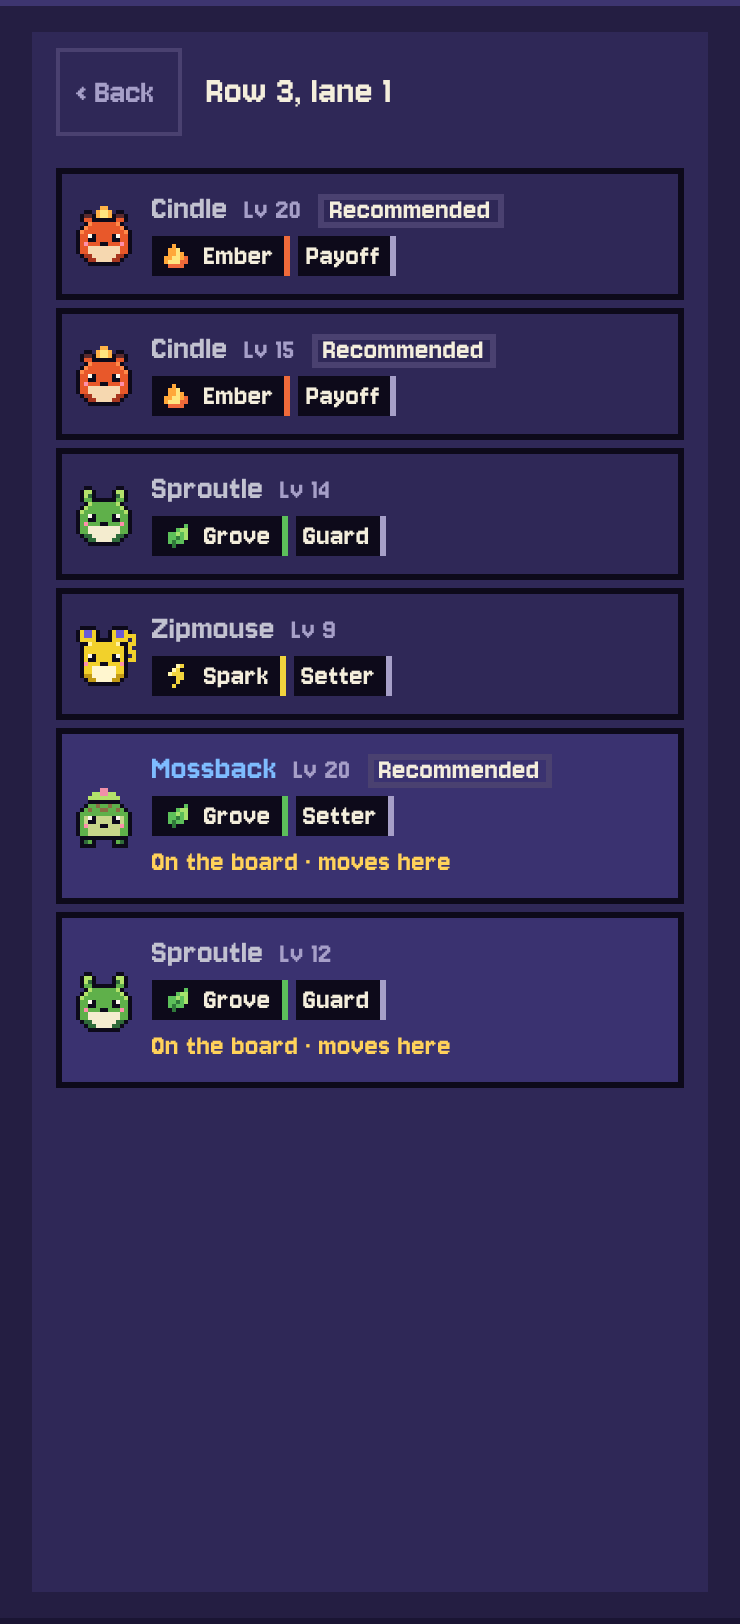 ‹ Back Row 3, lane 1
Cindle Lv 20 Recommended
Ember Payoff
Cindle Lv 15 Recommended
Ember Payoff
Sproutle Lv 14
Grove Guard
Zipmouse Lv 9
Spark Setter
Mossback Lv 20 Recommended
Grove Setter
On the board · moves here
Sproutle Lv 12
Grove Guard
On the board · moves here